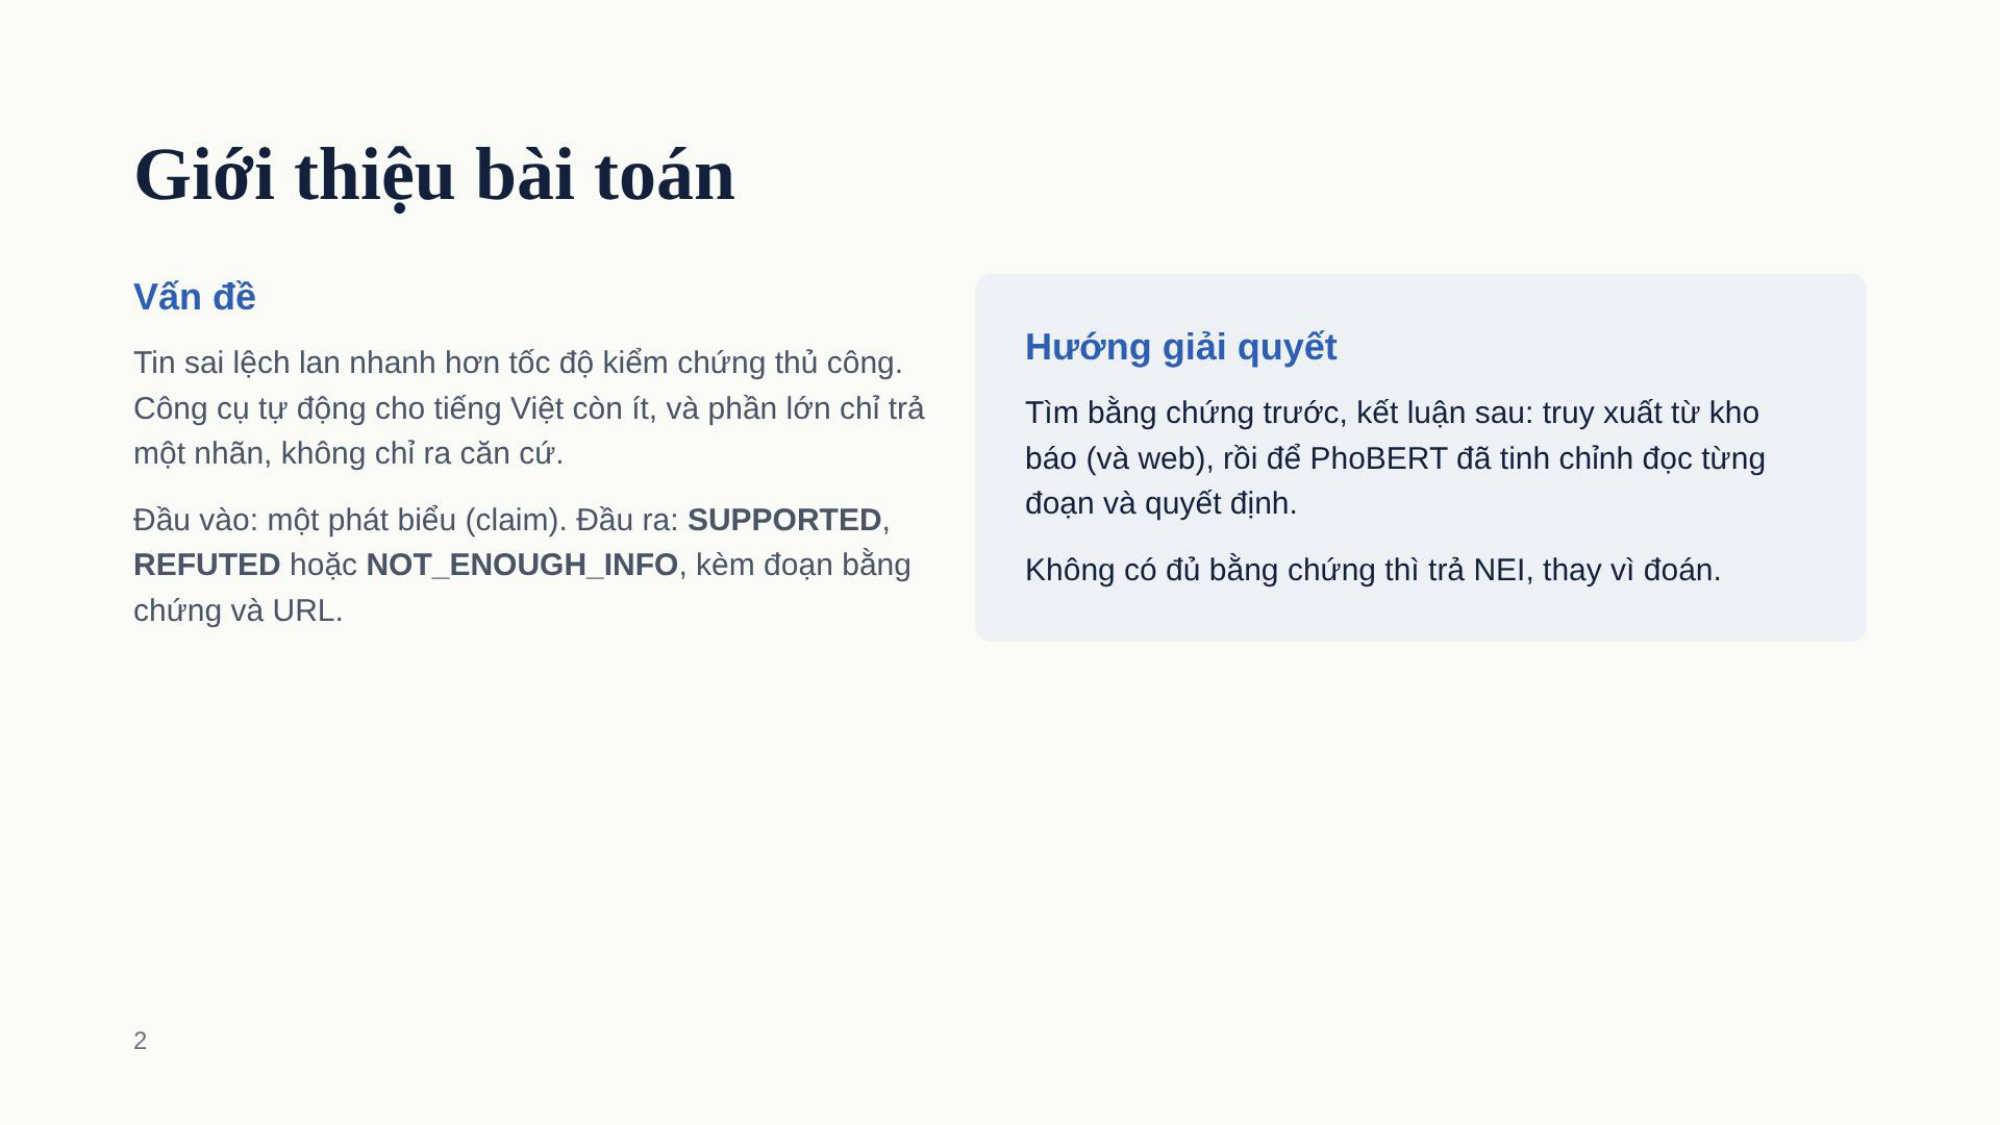 Giới thiệu bài toán
Vấn đề
Tin sai lệch lan nhanh hơn tốc độ kiểm chứng thủ công.
Công cụ tự động cho tiếng Việt còn ít, và phần lớn chỉ trả
một nhãn, không chỉ ra căn cứ.
Đầu vào: một phát biểu (claim). Đầu ra: SUPPORTED,
REFUTED hoặc NOT_ENOUGH_INFO, kèm đoạn bằng
chứng và URL.
Hướng giải quyết
Tìm bằng chứng trước, kết luận sau: truy xuất từ kho
báo (và web), rồi để PhoBERT đã tinh chỉnh đọc từng
đoạn và quyết định.
Không có đủ bằng chứng thì trả NEI, thay vì đoán.
2